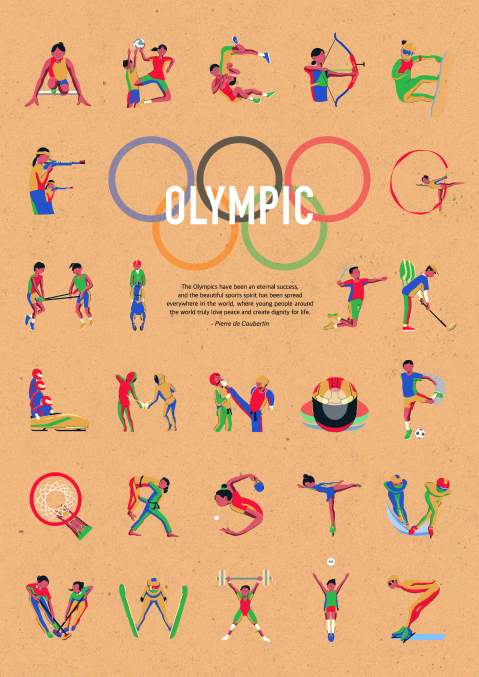 OLYMPIC
The Olympics have been an eternal success,
and the beautiful sports spirit has been spread
everywhere in the world, where young people around
the world truly love peace and create dignity for life.
- Pierre de Coubertin